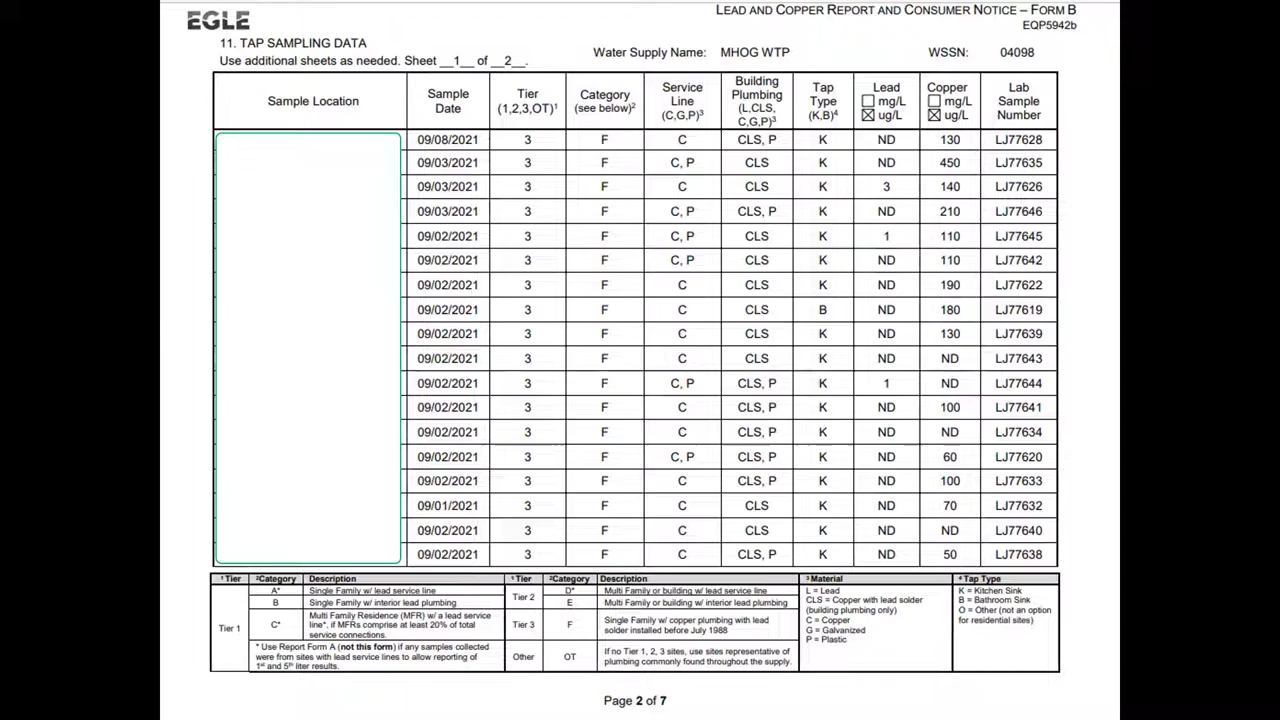 EGLE
LEAD AND COPPER REPORT AND CONSUMER NOTICE – FORM B
EQP5942b
11. TAP SAMPLING DATA
Use additional sheets as needed. Sheet __1__ of __2__.
Water Supply Name: MHOG WTP WSSN: 04098
Sample Location
Sample Date
Tier (1,2,3,OT)¹
Category (see below)²
Service Line (C,G,P)³
Building Plumbing (L,CLS, C,G,P)³
Tap Type (K,B)⁴
Lead ☐ mg/L ☒ ug/L
Copper ☐ mg/L ☒ ug/L
Lab Sample Number
09/08/2021 3 F C CLS, P K ND 130 LJ77628
09/03/2021 3 F C, P CLS K ND 450 LJ77635
09/03/2021 3 F C CLS K 3 140 LJ77626
09/03/2021 3 F C, P CLS, P K ND 210 LJ77646
09/02/2021 3 F C, P CLS K 1 110 LJ77645
09/02/2021 3 F C, P CLS K ND 110 LJ77642
09/02/2021 3 F C CLS K ND 190 LJ77622
09/02/2021 3 F C CLS B ND 180 LJ77619
09/02/2021 3 F C CLS K ND 130 LJ77639
09/02/2021 3 F C CLS K ND ND LJ77643
09/02/2021 3 F C, P CLS, P K 1 ND LJ77644
09/02/2021 3 F C CLS, P K ND 100 LJ77641
09/02/2021 3 F C CLS, P K ND ND LJ77634
09/02/2021 3 F C, P CLS, P K ND 60 LJ77620
09/02/2021 3 F C CLS, P K ND 100 LJ77633
09/01/2021 3 F C CLS K ND 70 LJ77632
09/02/2021 3 F C CLS K ND ND LJ77640
09/02/2021 3 F C CLS, P K ND 50 LJ77638
¹ Tier ²Category Description
Tier 1
A* Single Family w/ lead service line
B Single Family w/ interior lead plumbing
C* Multi Family Residence (MFR) w/ a lead service
line*, if MFRs comprise at least 20% of total
service connections.
* Use Report Form A (not this form) if any samples collected
were from sites with lead service lines to allow reporting of
1st and 5th liter results.
¹ Tier ²Category Description
Tier 2 D* Multi Family or building w/ lead service line
E Multi Family or building w/ interior lead plumbing
Tier 3 F Single Family w/ copper plumbing with lead
solder installed before July 1988
Other OT If no Tier 1, 2, 3 sites, use sites representative of
plumbing commonly found throughout the supply.
³ Material
L = Lead
CLS = Copper with lead solder
(building plumbing only)
C = Copper
G = Galvanized
P = Plastic
⁴ Tap Type
K = Kitchen Sink
B = Bathroom Sink
O = Other (not an option
for residential sites)
Page 2 of 7